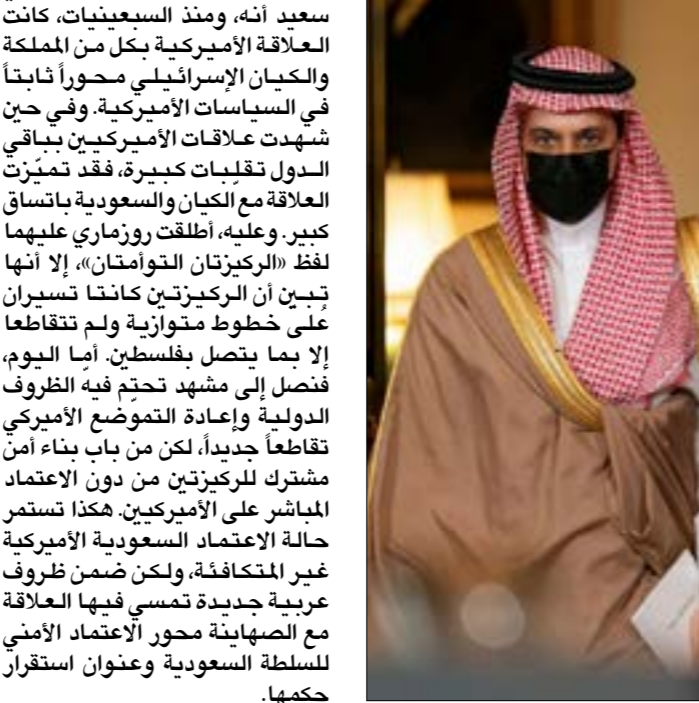 سعيد أنه، ومنذ السبعينيات، كانت
العلاقة الأميركية بكل من المملكة
والكيان الإسرائيلي محوراً ثابتاً
في السياسات الأميركية. وفي حين
شهدت علاقات الأميركيين بباقي
الدول تقلّبات كبيرة، فقد تميّزت
العلاقة مع الكيان والسعودية باتساق
كبير. وعليه، أطلقت روزماري عليهما
لفظ «الركيزتان التوأمتان»، إلا أنها
تبين أن الركيزتين كانتا تسيران
على خطوط متوازية ولم تتقاطعا
إلا بما يتصل بفلسطين. أما اليوم،
فنصل إلى مشهد تحتّم فيه الظروف
الدولية وإعادة التموضع الأميركي
تقاطعاً جديداً، لكن من باب بناء أمن
مشترك للركيزتين من دون الاعتماد
المباشر على الأميركيين. هكذا تستمر
حالة الاعتماد السعودية الأميركية
غير المتكافئة، ولكن ضمن ظروف
عربية جديدة تمسي فيها العلاقة
مع الصهاينة محور الاعتماد الأمني
للسلطة السعودية وعنوان استقرار
حكمها.